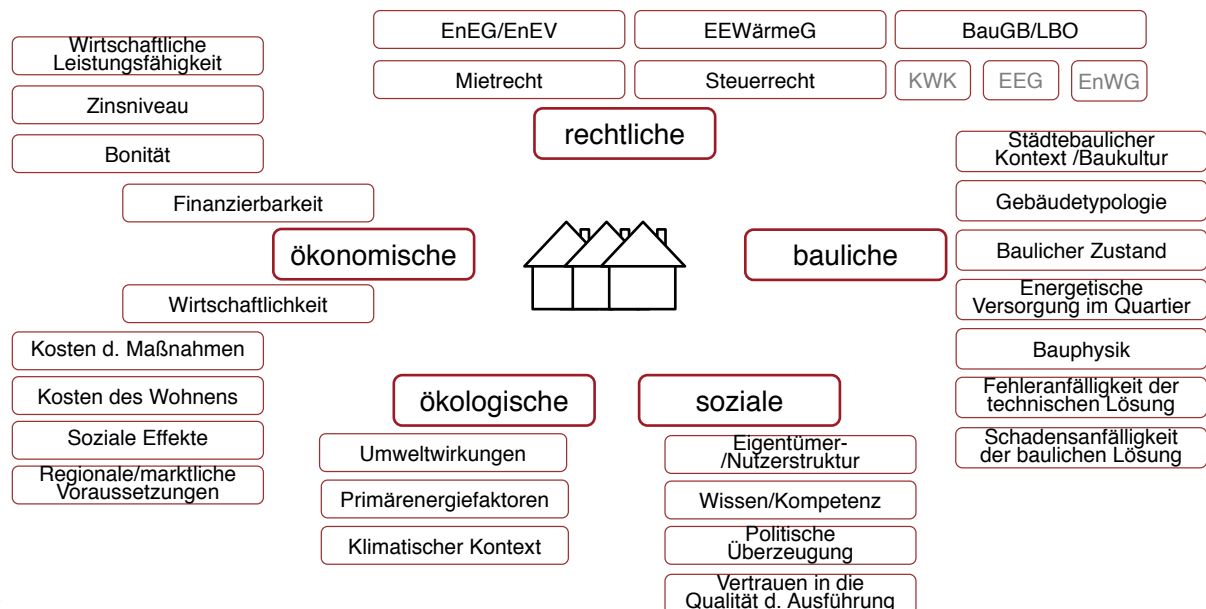 EnEG/EnEV
EEWärmeG
BauGB/LBO
Mietrecht
Steuerrecht
KWK
EEG
EnWG
rechtliche
Wirtschaftliche
Leistungsfähigkeit
Zinsniveau
Bonität
Finanzierbarkeit
ökonomische
Wirtschaftlichkeit
Kosten d. Maßnahmen
Kosten des Wohnens
Soziale Effekte
Regionale/marktliche
Voraussetzungen
bauliche
Städtebaulicher
Kontext /Baukultur
Gebäudetypologie
Baulicher Zustand
Energetische
Versorgung im Quartier
Bauphysik
Fehleranfälligkeit der
technischen Lösung
Schadensanfälligkeit
der baulichen Lösung
ökologische
Umweltwirkungen
Primärenergiefaktoren
Klimatischer Kontext
soziale
Eigentümer-
/Nutzerstruktur
Wissen/Kompetenz
Politische
Überzeugung
Vertrauen in die
Qualität d. Ausführung